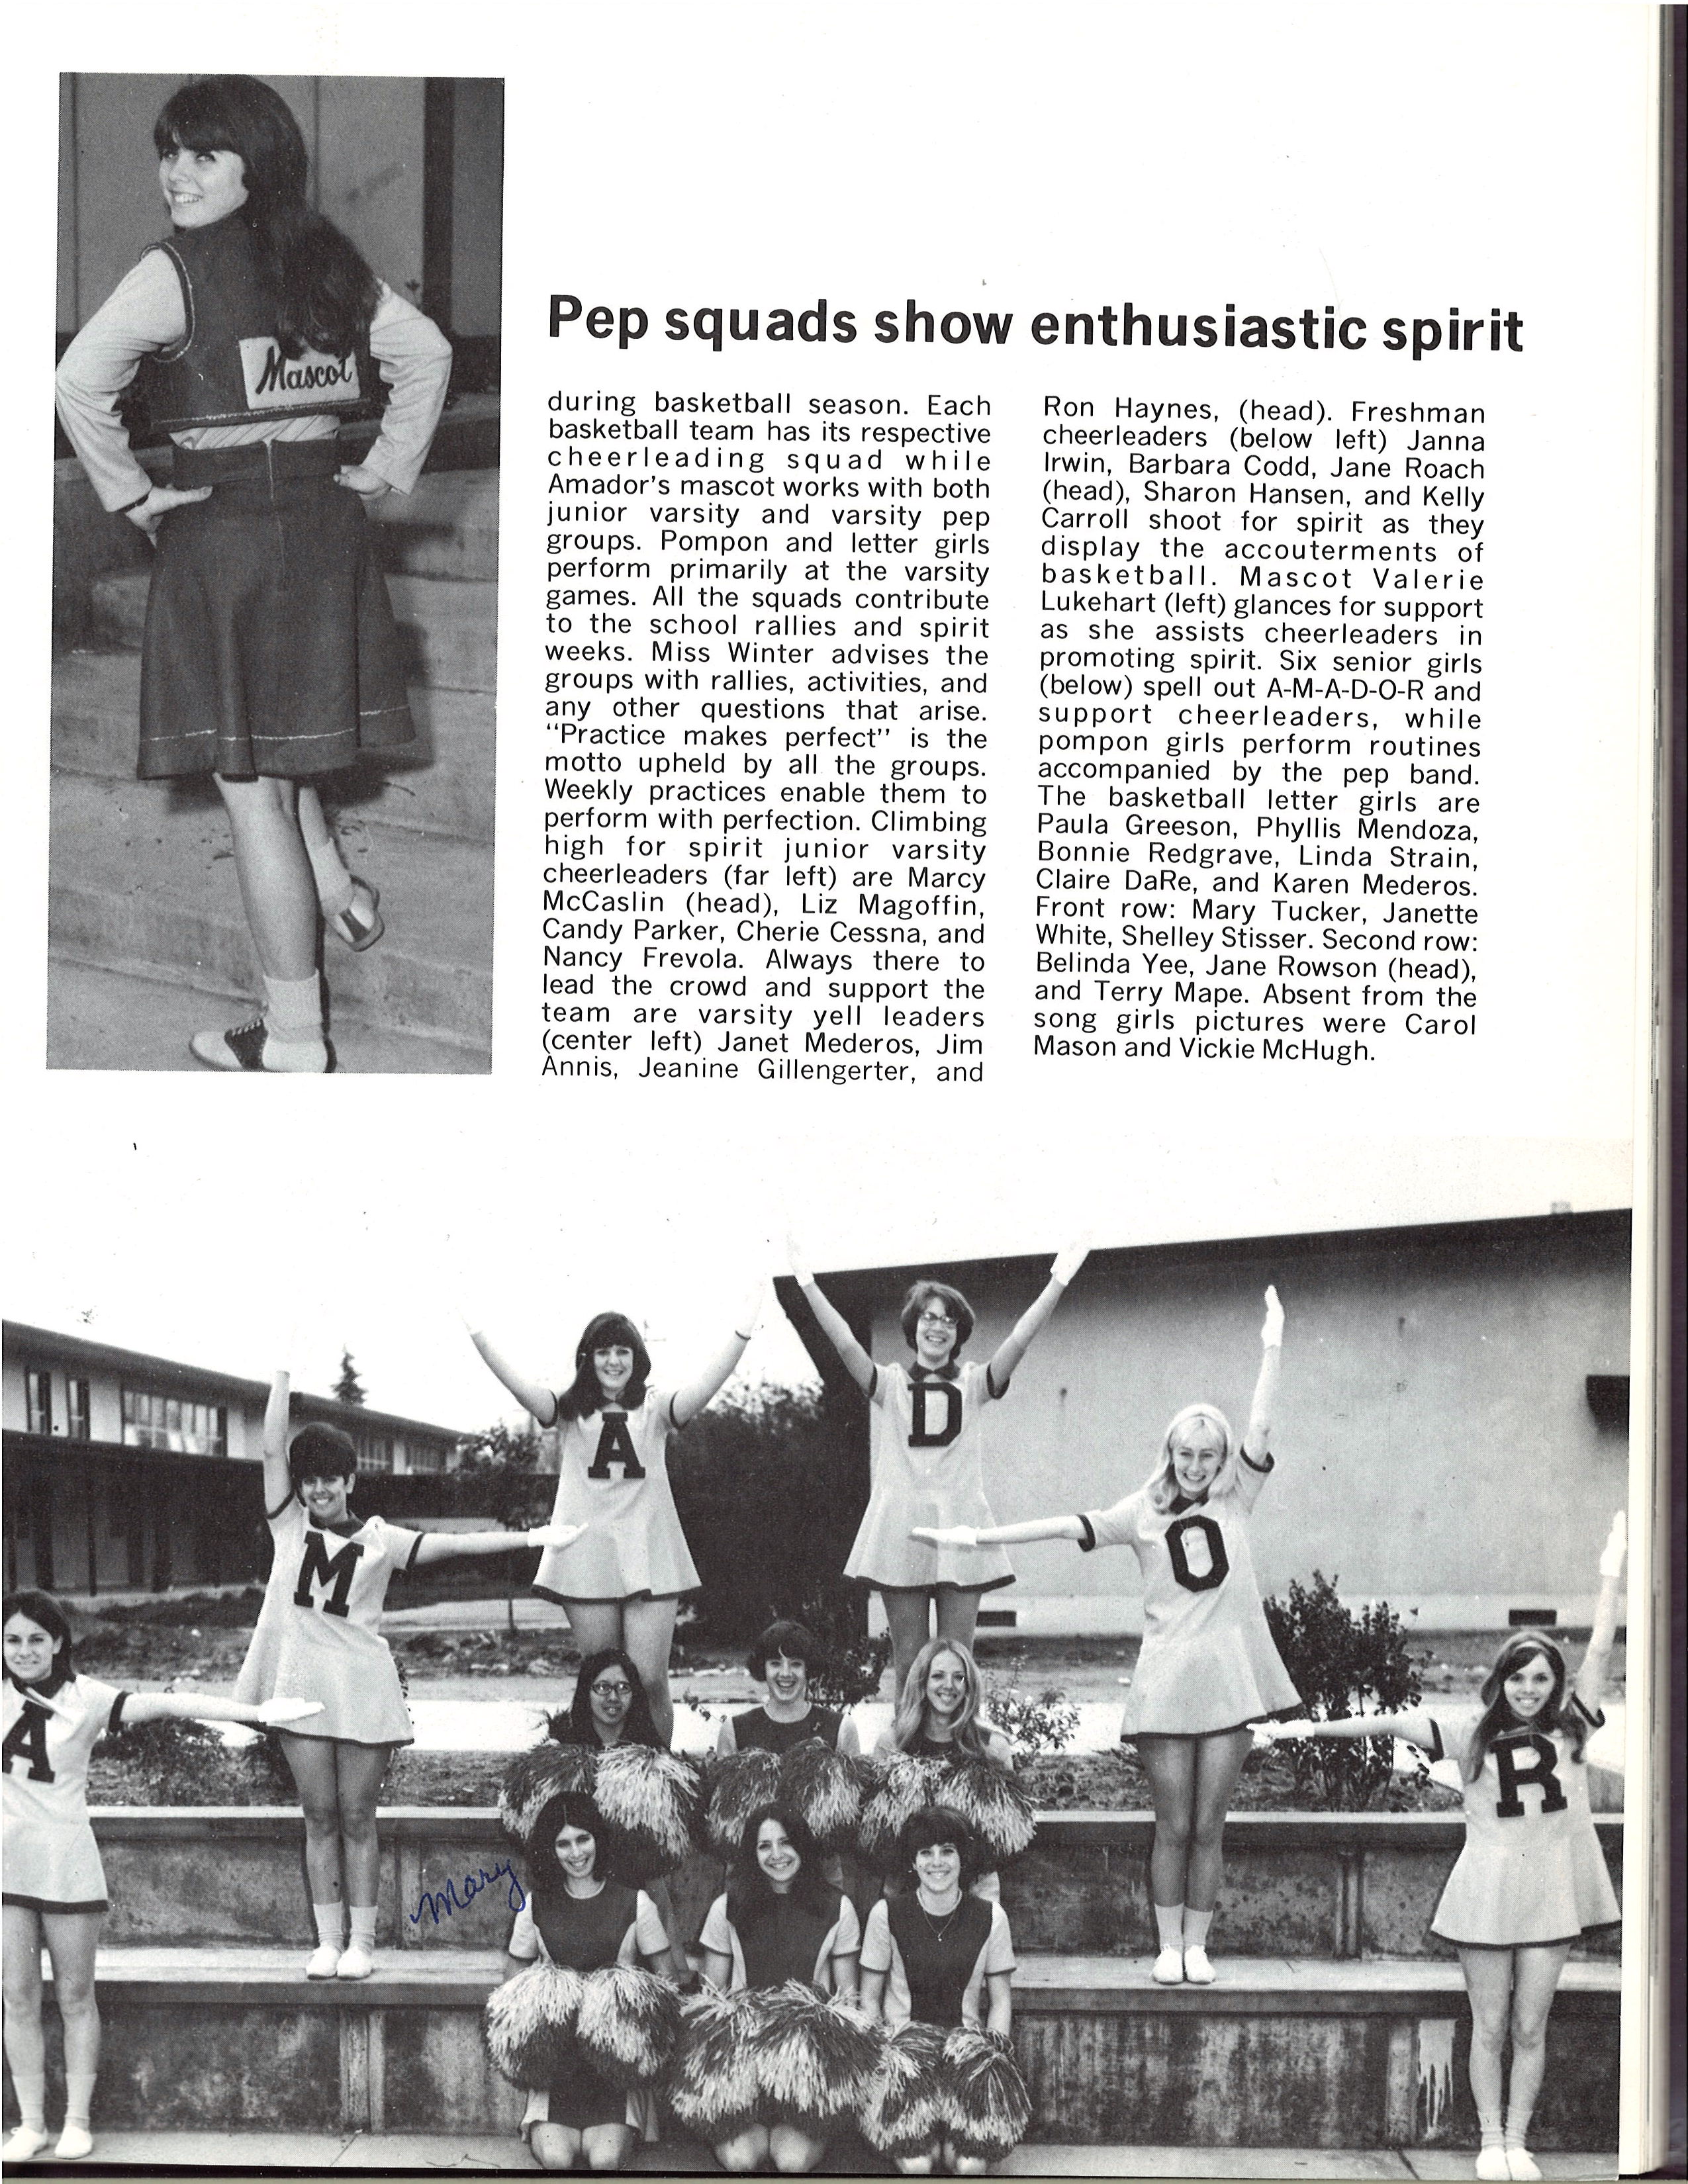 Mascot
Pep squads show enthusiastic spirit
during basketball season. Each
basketball team has its respective
cheerleading squad while
Amador's mascot works with both
junior varsity and varsity pep
groups. Pompon and letter girls
perform primarily at the varsity
games. All the squads contribute
to the school rallies and spirit
weeks. Miss Winter advises the
groups with rallies, activities, and
any other questions that arise.
"Practice makes perfect" is the
motto upheld by all the groups.
Weekly practices enable them to
perform with perfection. Climbing
high for spirit junior varsity
cheerleaders (far left) are Marcy
McCaslin (head), Liz Magoffin,
Candy Parker, Cherie Cessna, and
Nancy Frevola. Always there to
lead the crowd and support the
team are varsity yell leaders
(center left) Janet Mederos, Jim
Annis, Jeanine Gillengerter, and
Ron Haynes, (head). Freshman
cheerleaders (below left) Janna
Irwin, Barbara Codd, Jane Roach
(head), Sharon Hansen, and Kelly
Carroll shoot for spirit as they
display the accouterments of
basketball. Mascot Valerie
Lukehart (left) glances for support
as she assists cheerleaders in
promoting spirit. Six senior girls
(below) spell out A-M-A-D-O-R and
support cheerleaders, while
pompon girls perform routines
accompanied by the pep band.
The basketball letter girls are
Paula Greeson, Phyllis Mendoza,
Bonnie Redgrave, Linda Strain,
Claire DaRe, and Karen Mederos.
Front row: Mary Tucker, Janette
White, Shelley Stisser. Second row:
Belinda Yee, Jane Rowson (head),
and Terry Mape. Absent from the
song girls pictures were Carol
Mason and Vickie McHugh.
A
M
A
D
O
R
Mary